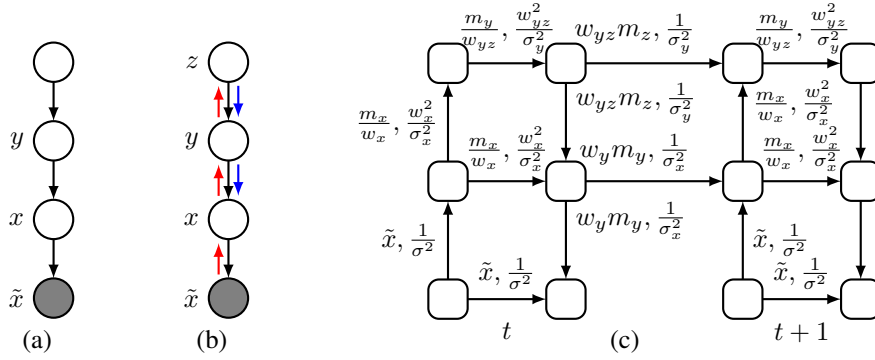 z
y
x
x̃
(a)
z
y
x
x̃
(b)
m_y/w_yz, w_yz^2/σ_y^2
w_yz m_z, 1/σ_y^2
m_y/w_yz, w_yz^2/σ_y^2
w_yz m_z, 1/σ_y^2
m_x/w_x, w_x^2/σ_x^2
m_x/w_x, w_x^2/σ_x^2
m_x/w_x, w_x^2/σ_x^2
w_y m_y, 1/σ_x^2
m_x/w_x, w_x^2/σ_x^2
w_y m_y, 1/σ_x^2
x̃, 1/σ^2
x̃, 1/σ^2
x̃, 1/σ^2
x̃, 1/σ^2
t
(c)
t + 1